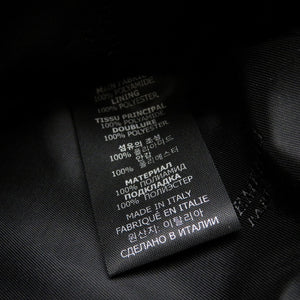 MAIN FABRIC
100% POLYAMIDE
LINING
100% POLYESTER
TISSU PRINCIPAL
100% POLYAMIDE
DOUBLURE
100% POLYESTER
섬유의 조성
100% 폴리아미드
안감
100% 폴리에스터
МАТЕРИАЛ
100% ПОЛИАМИД
ПОДКЛАДКА
100% ПОЛИЭСТЕР
MADE IN ITALY
FABRIQUÉ EN ITALIE
원산지: 이탈리아
СДЕЛАНО В ИТАЛИИ